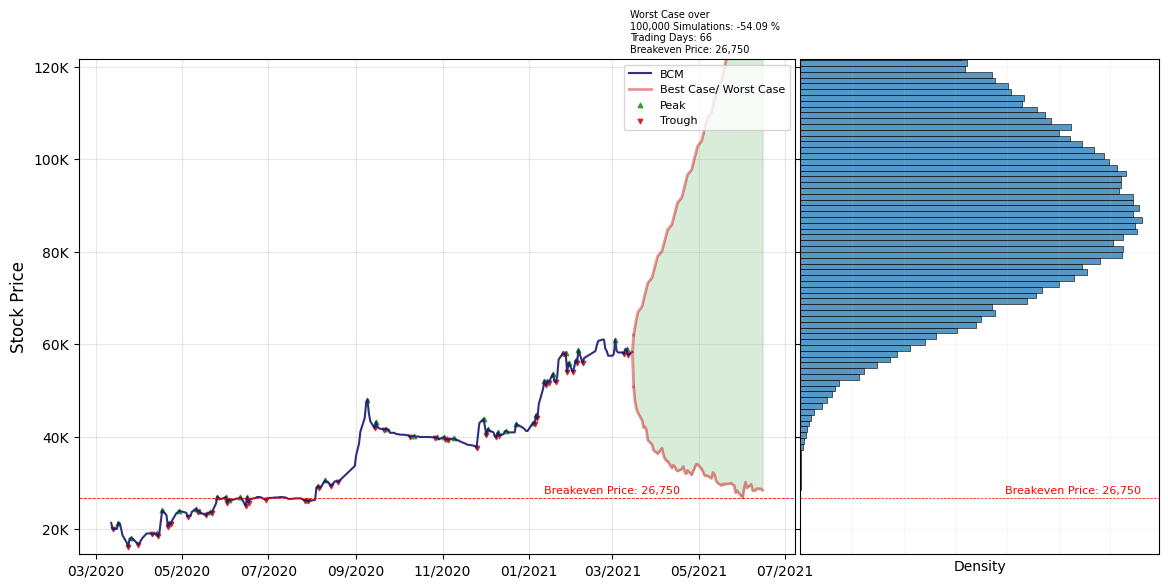 Worst Case over
100,000 Simulations: -54.09 %
Trading Days: 66
Breakeven Price: 26,750
BCM
Best Case/ Worst Case
Peak
Trough
Stock Price
120K
100K
80K
60K
40K
20K
Breakeven Price: 26,750
Breakeven Price: 26,750
03/2020
05/2020
07/2020
09/2020
11/2020
01/2021
03/2021
05/2021
07/2021
Density